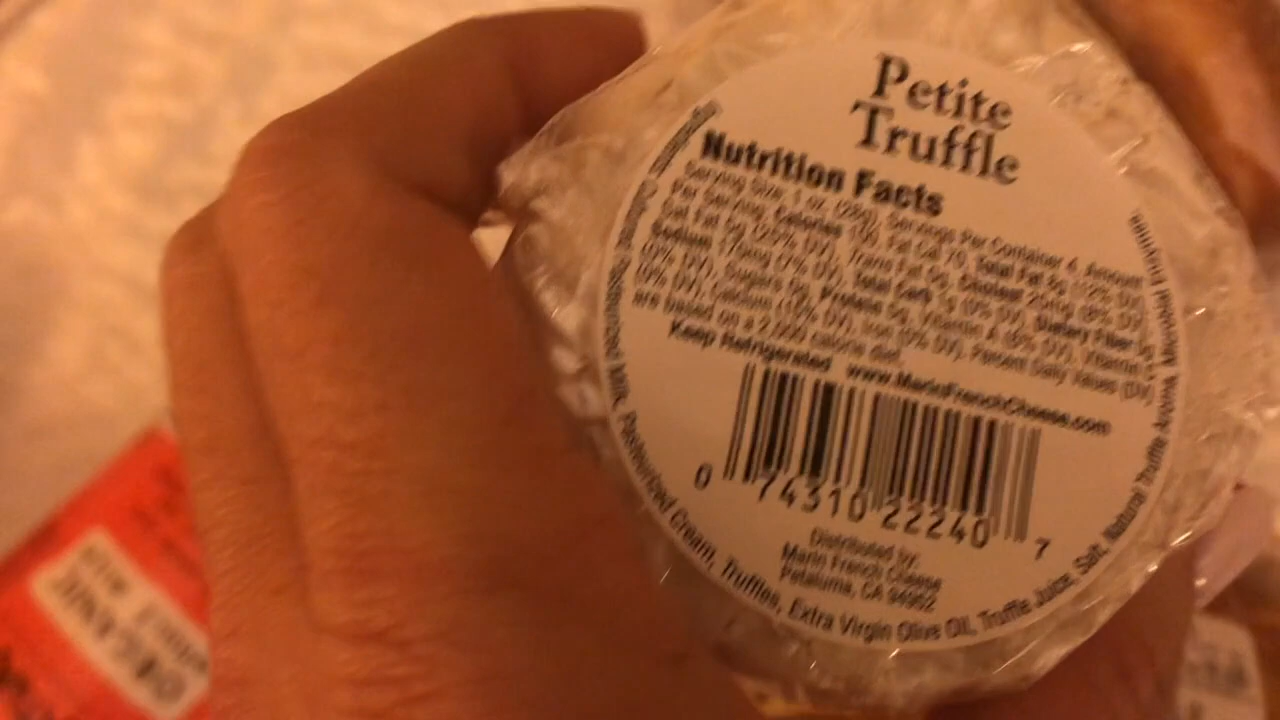 Petite
Truffle
Nutrition Facts
Serving Size: 1 oz. (28g), Servings Per Container 4, Amount
Per Serving: Calories Fat Cal 70, Total Fat 8g (12% DV),
Sat Fat 5g (25% DV), Trans Fat 0g, Cholest 25mg (8% DV),
Sodium 170mg (7% DV), Total Carb 1g (0% DV), Dietary Fiber
(0% DV), Sugars 0g, Protein Vitamin A (6% DV), Vitamin C
(0% DV), Calcium DV), Iron (0% DV). Percent Daily Values (DV)
are based on a 2,000 calorie diet.
Keep Refrigerated www.MarinFrenchCheese.com
0 74310 22240 7
Distributed by:
Marin French Cheese
Petaluma, CA 94952
Pasteurized Milk, Pasteurized Cream, Truffles, Extra Virgin Olive Oil, Truffle Juice, Salt, Natural Truffle Aroma, Microbial Enzymes
ORGANIC